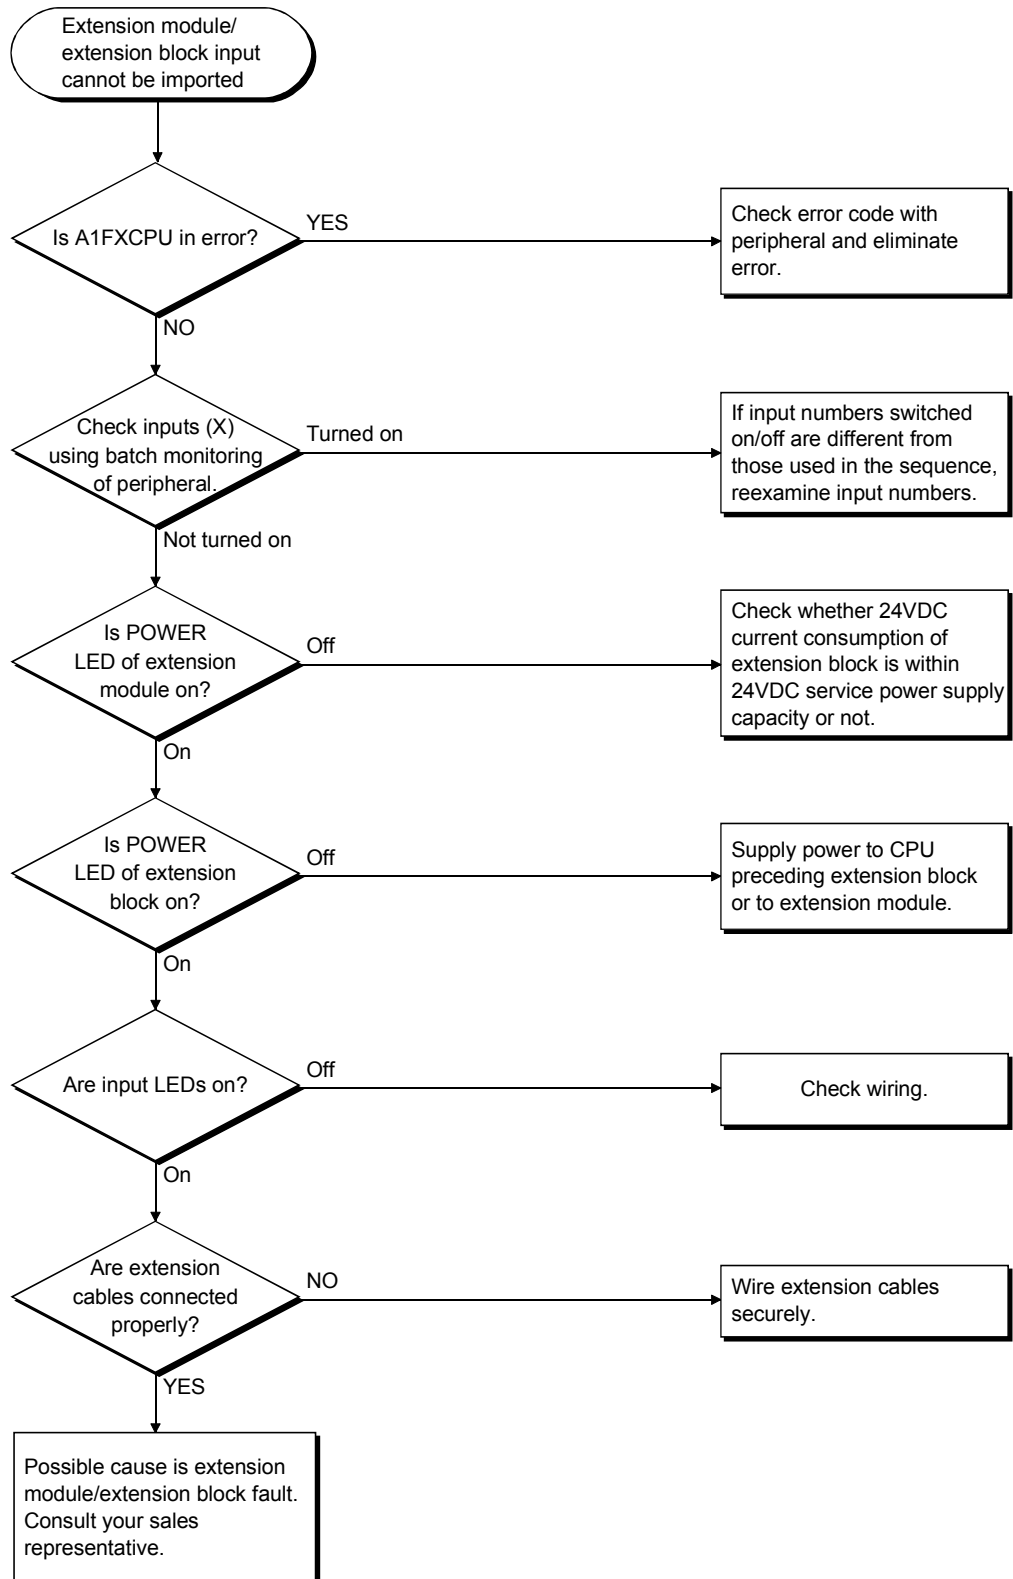 Extension module/
extension block input
cannot be imported
Is A1FXCPU in error?
YES
Check error code with
peripheral and eliminate
error.
NO
Check inputs (X)
using batch monitoring
of peripheral.
Turned on
If input numbers switched
on/off are different from
those used in the sequence,
reexamine input numbers.
Not turned on
Is POWER
LED of extension
module on?
Off
Check whether 24VDC
current consumption of
extension block is within
24VDC service power supply
capacity or not.
On
Is POWER
LED of extension
block on?
Off
Supply power to CPU
preceding extension block
or to extension module.
On
Are input LEDs on?
Off
Check wiring.
On
Are extension
cables connected
properly?
NO
Wire extension cables
securely.
YES
Possible cause is extension
module/extension block fault.
Consult your sales
representative.